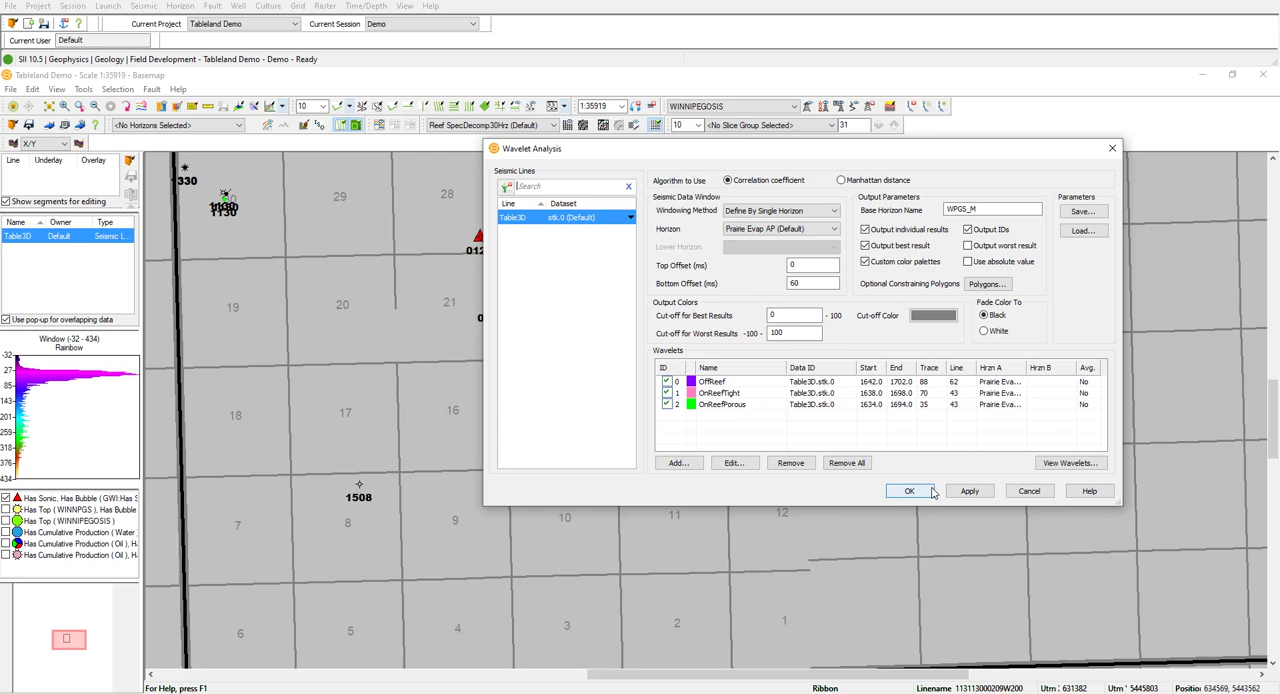 File Project Session Launch Seismic Horizon Fault Well Culture Grid Raster Time/Depth View Help
Current Project Tableland Demo Current Session Demo
Current User Default
SII 10.5 | Geophysics | Geology | Field Development - Tableland Demo - Demo - Ready
Tableland Demo - Scale 1:35919 - Basemap
File Edit View Tools Selection Fault Help
10 1:35919 WINNIPEGOSIS
<No Horizons Selected> Reef SpecDecomp30Hz (Default) 10 <No Slice Group Selected> 31
X/Y
Line Underlay Overlay
Show segments for editing
Name Owner Type
Table3D Default Seismic L...
Use pop-up for overlapping data
Window (-32 - 434)
Rainbow
-32
27
85
143
201
259
318
376
434
Has Sonic, Has Bubble ( GWI:Has S
Has Top ( WINNPGS ), Has Bubble (
Has Top ( WINNIPEGOSIS )
Has Cumulative Production ( Water
Has Cumulative Production ( Oil ), H
Has Cumulative Production ( Oil ), H
330
1130
29
28
012
19
20
21
0
18
17
16
1508
7
8
9
10
11
12
6
5
4
3
2
1
Wavelet Analysis
Seismic Lines
Search X
Line Dataset
Table3D stk.0 (Default)
Algorithm to Use Correlation coefficient Manhattan distance
Seismic Data Window
Windowing Method Define By Single Horizon
Horizon Prairie Evap AP (Default)
Lower Horizon
Top Offset (ms) 0
Bottom Offset (ms) 60
Output Parameters
Base Horizon Name WPGS_M
Output individual results Output IDs
Output best result Output worst result
Custom color palettes Use absolute value
Optional Constraining Polygons Polygons...
Parameters
Save...
Load...
Output Colors
Cut-off for Best Results 0 - 100 Cut-off Color
Cut-off for Worst Results -100 - 100
Fade Color To
Black
White
Wavelets
ID Name Data ID Start End Trace Line Hrzn A Hrzn B Avg.
0 OffReef Table3D.stk.0 1642.0 1702.0 88 62 Prairie Eva... No
1 OnReefTight Table3D.stk.0 1638.0 1698.0 70 43 Prairie Eva... No
2 OnReefPorous Table3D.stk.0 1634.0 1694.0 35 43 Prairie Eva... No
Add... Edit... Remove Remove All View Wavelets...
OK Apply Cancel Help
For Help, press F1 Ribbon Linename 113113000209W200 Utm : 631382 Utm : 5445803 Position 634569, 5443562